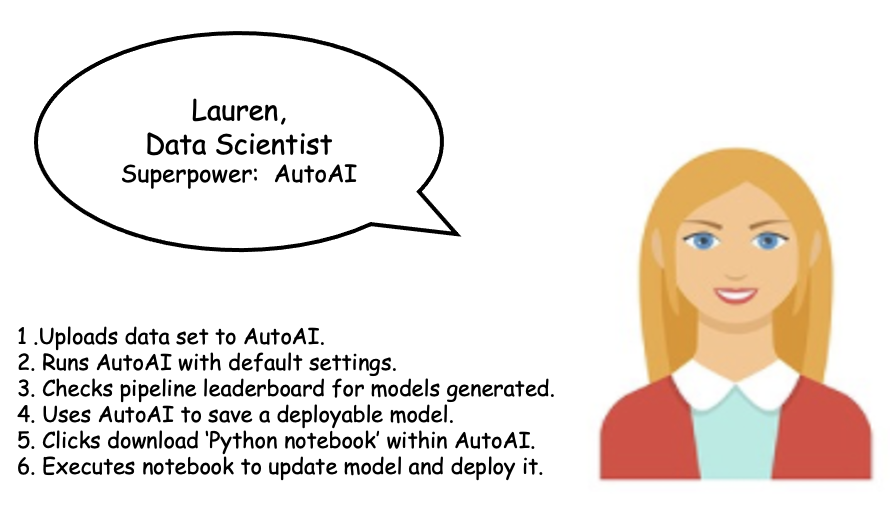 Lauren,
Data Scientist
Superpower:  AutoAI
1 .Uploads data set to AutoAI.
2. Runs AutoAI with default settings.
3. Checks pipeline leaderboard for models generated.
4. Uses AutoAI to save a deployable model.
5. Clicks download ‘Python notebook’ within AutoAI.
6. Executes notebook to update model and deploy it.